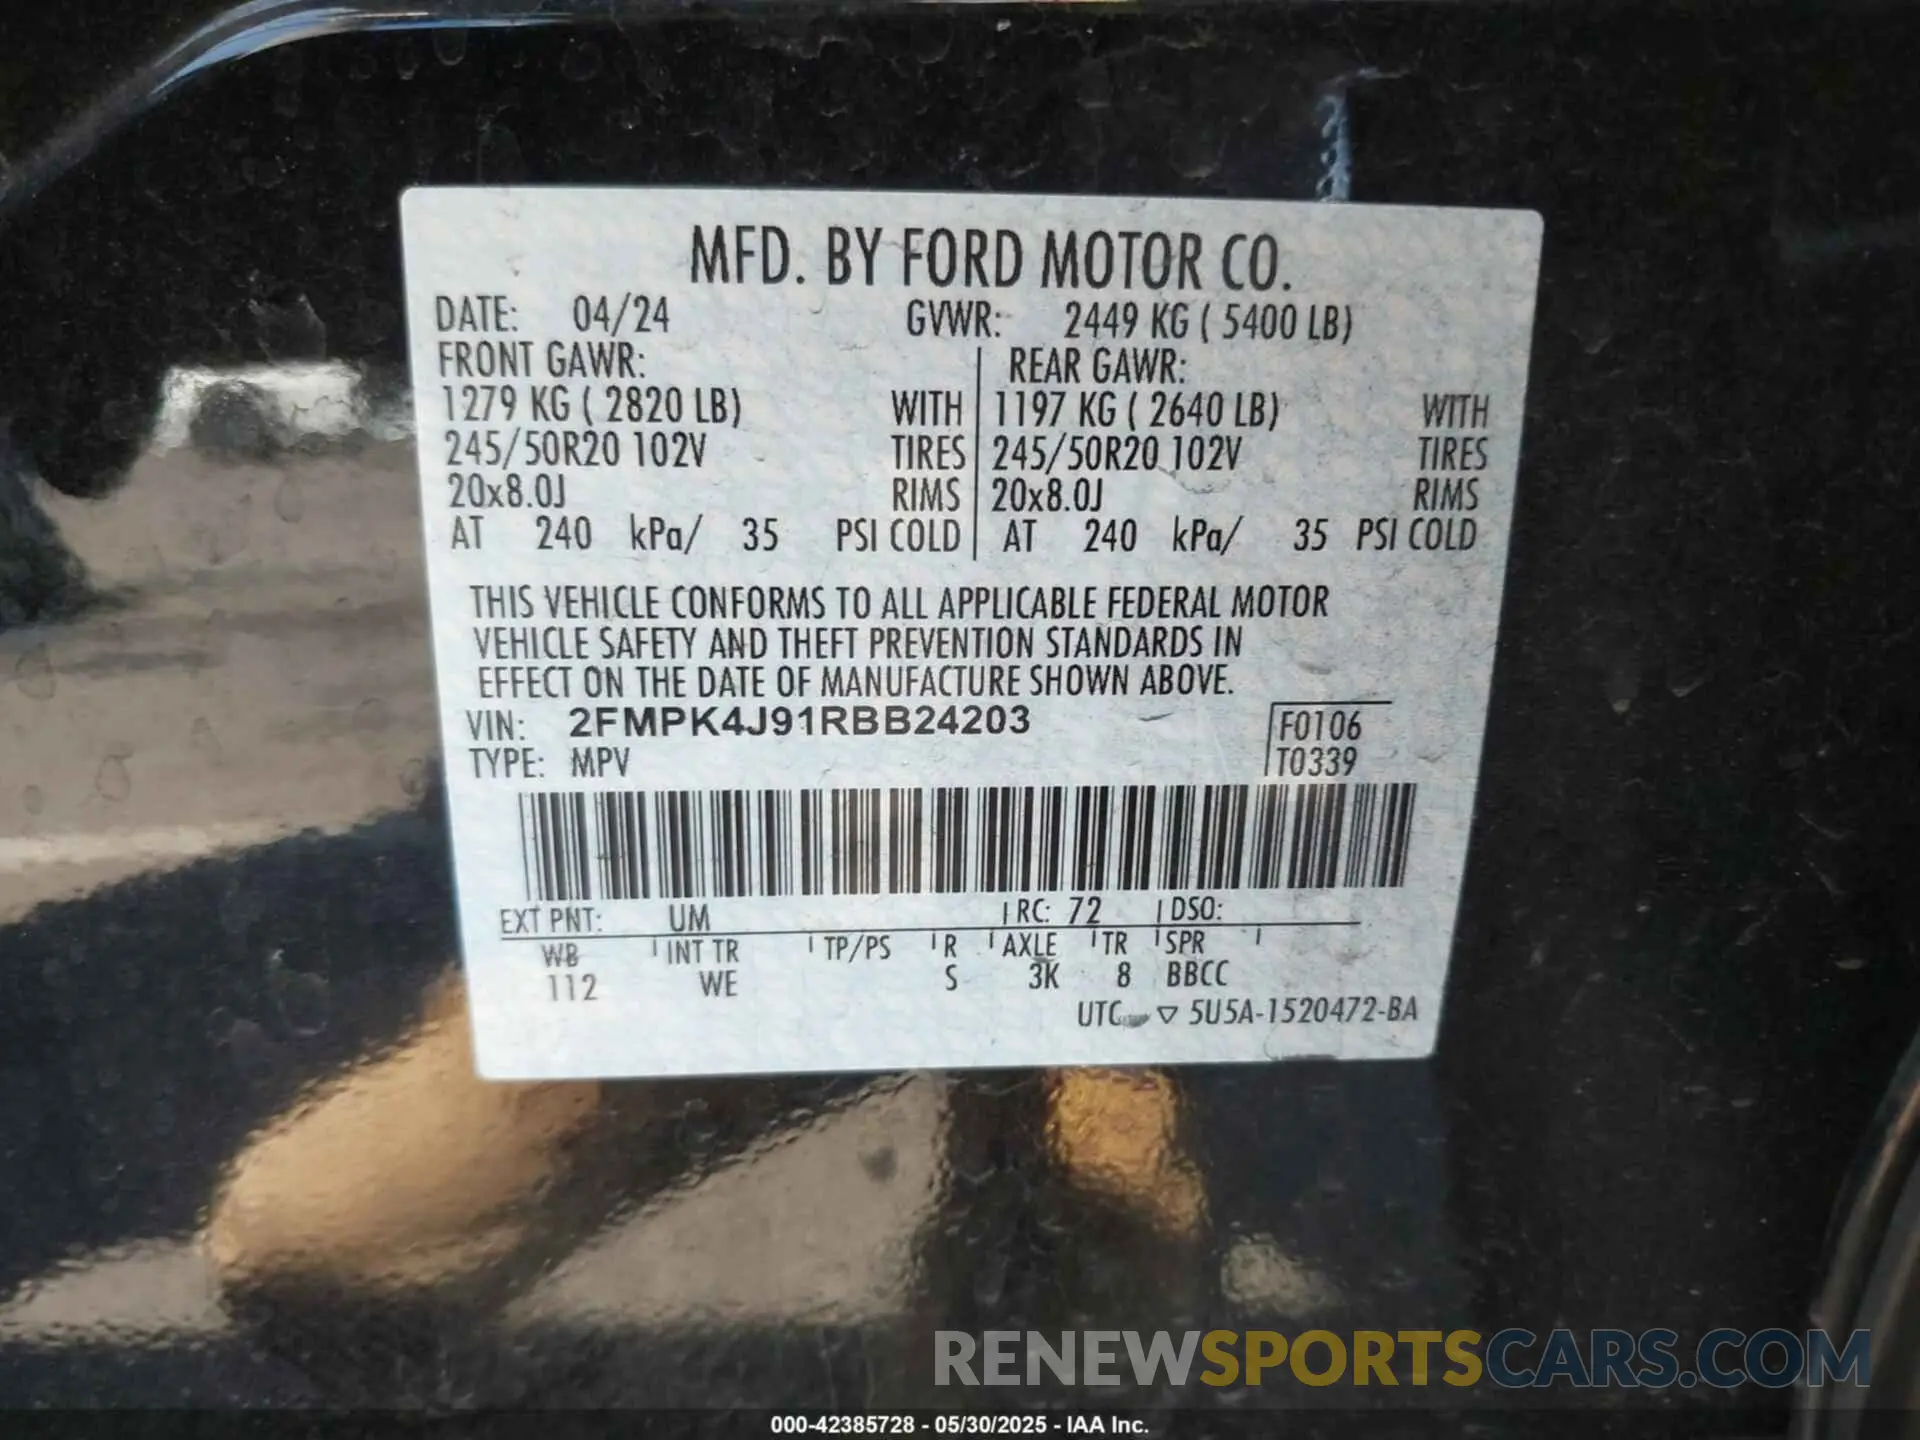 MFD. BY FORD MOTOR CO.
DATE: 04/24 GVWR: 2449 KG ( 5400 LB)
FRONT GAWR: REAR GAWR:
1279 KG ( 2820 LB) WITH 1197 KG ( 2640 LB) WITH
245/50R20 102V TIRES 245/50R20 102V TIRES
20x8.0J RIMS 20x8.0J RIMS
AT 240 kPa/ 35 PSI COLD AT 240 kPa/ 35 PSI COLD
THIS VEHICLE CONFORMS TO ALL APPLICABLE FEDERAL MOTOR
VEHICLE SAFETY AND THEFT PREVENTION STANDARDS IN
EFFECT ON THE DATE OF MANUFACTURE SHOWN ABOVE.
VIN: 2FMPK4J91RBB24203 F0106
TYPE: MPV T0339
EXT PNT: UM RC: 72 DSO:
WB INT TR TP/PS R AXLE TR SPR
112 WE S 3K 8 BBCC
UTC ▽ 5U5A-1520472-BA
RENEWSPORTSCARS.COM
000-42385728 - 05/30/2025 - IAA Inc.